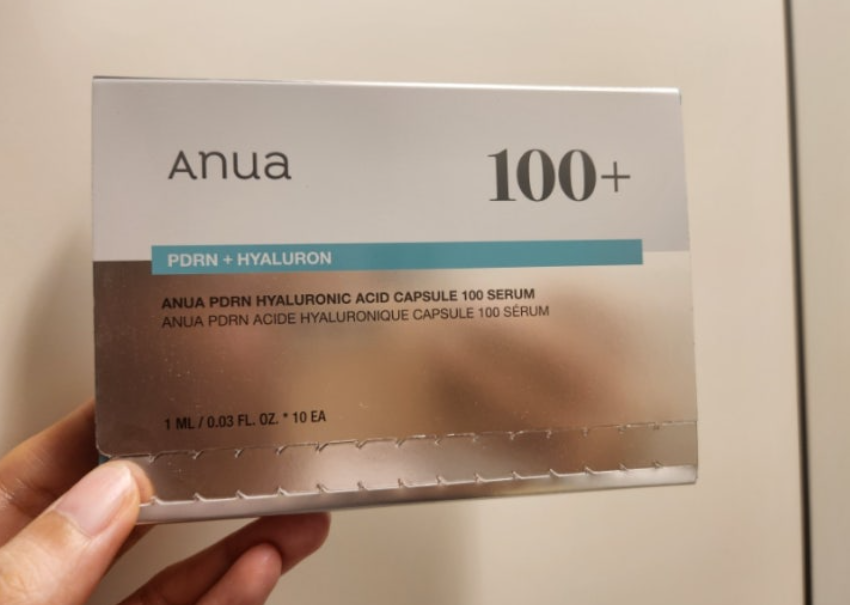 Anua
100+
PDRN + HYALURON
ANUA PDRN HYALURONIC ACID CAPSULE 100 SERUM
ANUA PDRN ACIDE HYALURONIQUE CAPSULE 100 SÉRUM
1 ML / 0.03 FL. OZ. * 10 EA